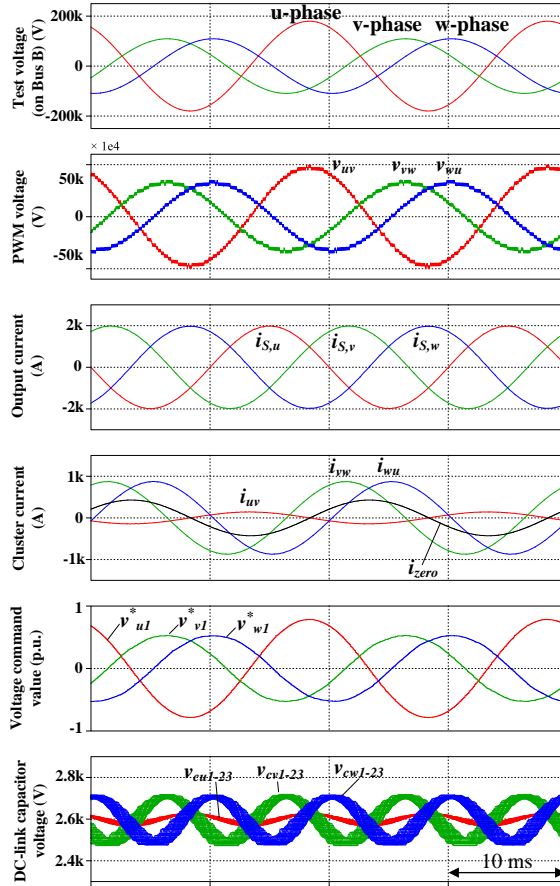 Test voltage
(on Bus B) (V)
200k
0
-200k
u-phase
v-phase
w-phase
× 1e4
PWM voltage
(V)
50k
0
-50k
v_uv
v_vw
v_wu
Output current
(A)
2k
0
-2k
i_S,u
i_S,v
i_S,w
Cluster current
(A)
1k
0
-1k
i_uv
i_vw
i_wu
i_zero
Voltage command
value (p.u.)
1
0
-1
v*_u1
v*_v1
v*_w1
DC-link capacitor
voltage (V)
2.8k
2.6k
2.4k
v_cu1-23
v_cv1-23
v_cw1-23
10 ms